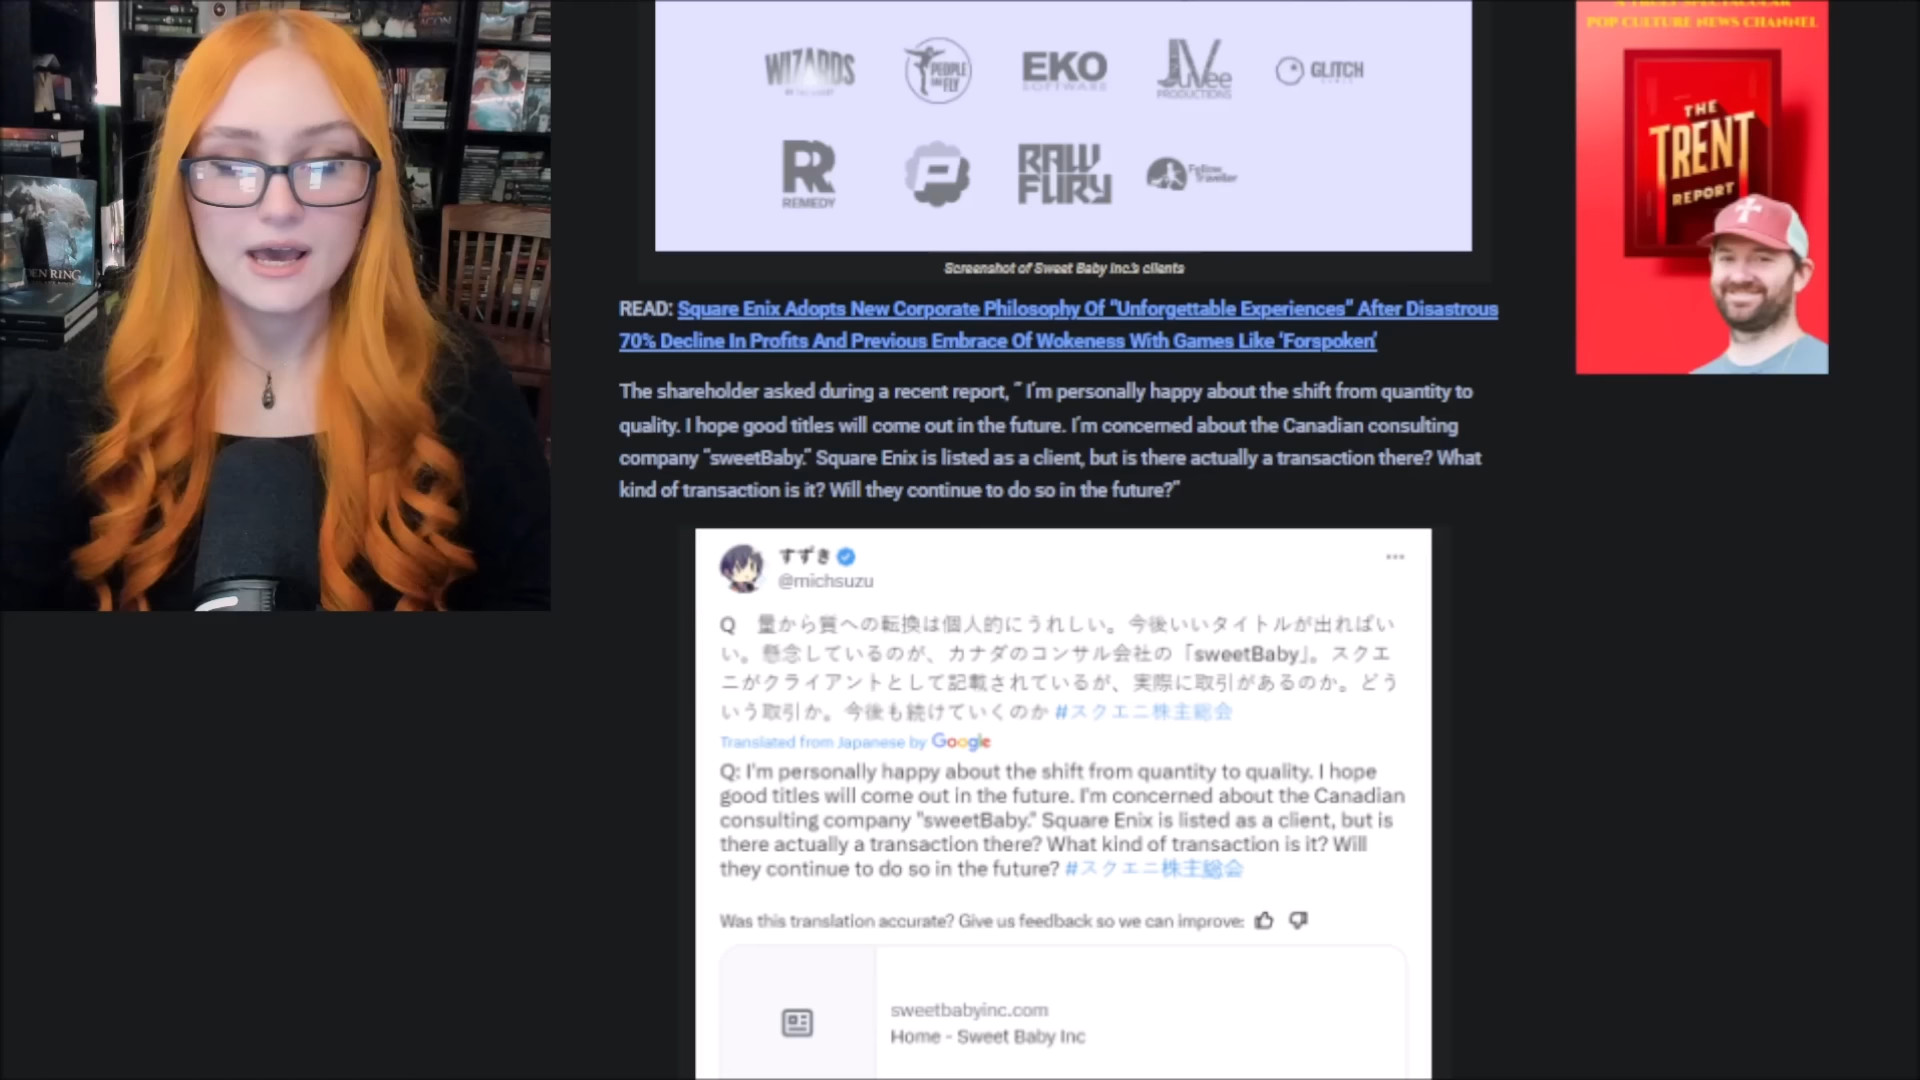 WIZARDS
PEOPLE CAN FLY
EKO
SOFTWARE
JuVee
PRODUCTIONS
GLITCH
REMEDY
RAW
FURY
Fellow
Traveller
Screenshot of Sweet Baby Inc.'s clients
READ: Square Enix Adopts New Corporate Philosophy Of “Unforgettable Experiences” After Disastrous
70% Decline In Profits And Previous Embrace Of Wokeness With Games Like ‘Forspoken’
The shareholder asked during a recent report, “ I'm personally happy about the shift from quantity to
quality. I hope good titles will come out in the future. I'm concerned about the Canadian consulting
company “sweetBaby.” Square Enix is listed as a client, but is there actually a transaction there? What
kind of transaction is it? Will they continue to do so in the future?”
すずき
@michsuzu
Q 量から質への転換は個人的にうれしい。今後いいタイトルが出ればい
い。懸念しているのが、カナダのコンサル会社の「sweetBaby」。スクエ
ニがクライアントとして記載されているが、実際に取引があるのか。どう
いう取引か。今後も続けていくのか #スクエニ株主総会
Translated from Japanese by Google
Q: I'm personally happy about the shift from quantity to quality. I hope
good titles will come out in the future. I'm concerned about the Canadian
consulting company "sweetBaby." Square Enix is listed as a client, but is
there actually a transaction there? What kind of transaction is it? Will
they continue to do so in the future? #スクエニ株主総会
Was this translation accurate? Give us feedback so we can improve:
sweetbabyinc.com
Home - Sweet Baby Inc
A TRULY SPECTACULAR
POP CULTURE NEWS CHANNEL
THE
TRENT
REPORT
DEN RING